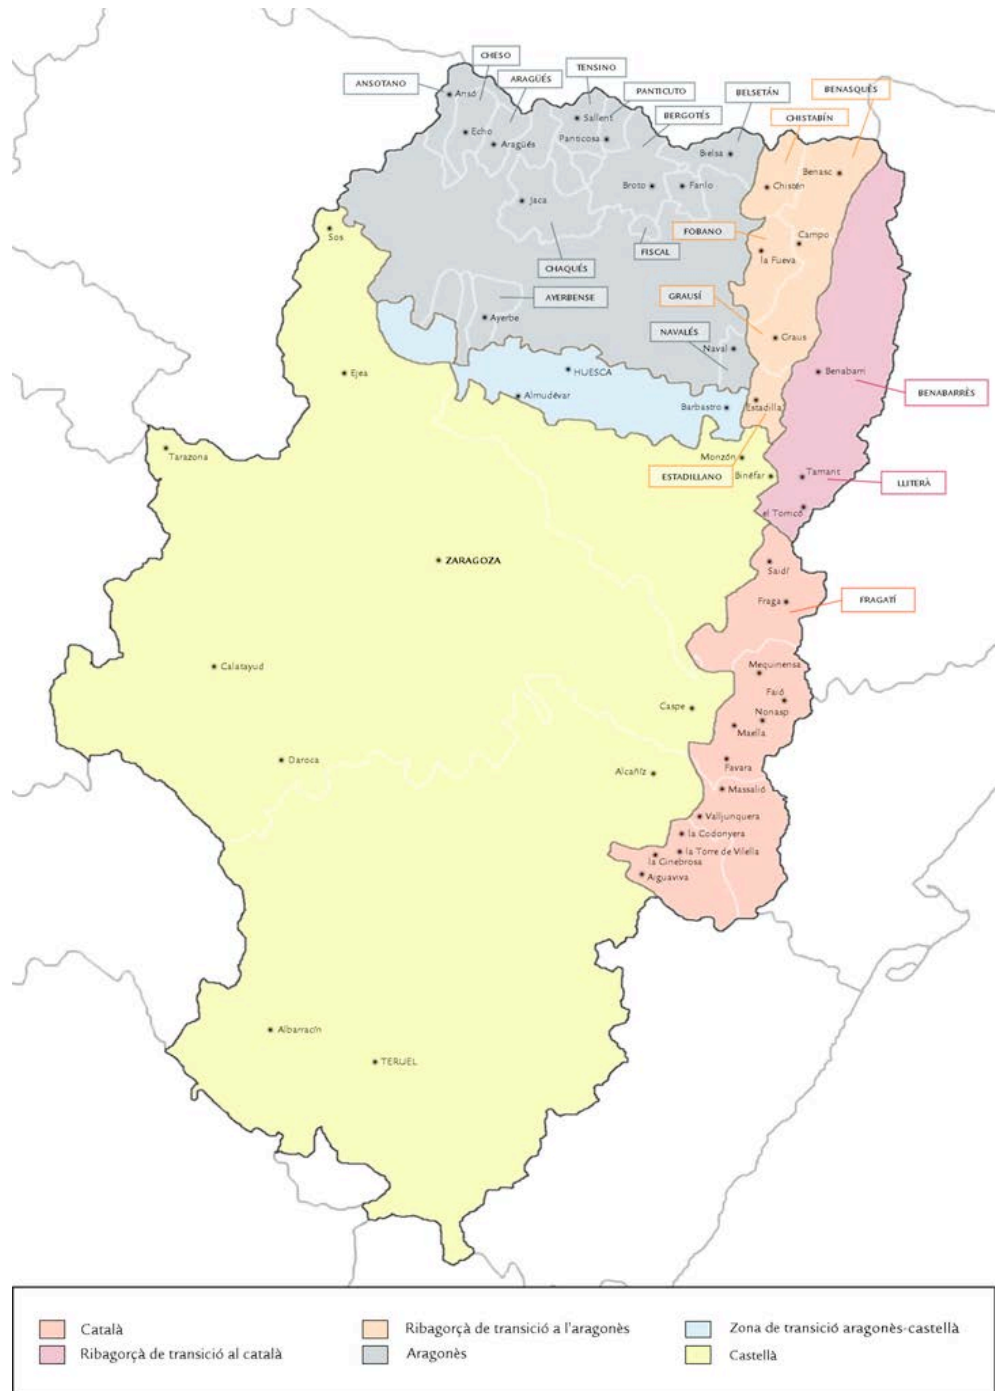 CHESO
TENSINO
ANSOTANO
ARAGÜÉS
PANTICUTO
BELSETÁN
BENASQUÉS
Ansó
Sallent
BERGOTÉS
CHISTABÍN
Echo
Aragüés
Panticosa
Bielsa
Benasc
Broto
Fanlo
Chistén
Jaca
Sos
FOBANO
Campo
FISCAL
la Fueva
CHAQUÉS
AYERBENSE
GRAUSÍ
Ayerbe
NAVALÉS
Graus
Naval
Ejea
HUESCA
Benabarri
BENABARRÈS
Almudévar
Barbastro
Estadilla
Tarazona
Monzón
ESTADILLANO
Binéfar
Tamarit
LLITERÀ
el Torricó
ZARAGOZA
Saidí
Fraga
FRAGATÍ
Calatayud
Mequinensa
Faió
Caspe
Nonasp
Maella
Daroca
Favara
Alcañíz
Massalió
Valljunquera
la Codonyera
la Torre de Vilella
la Ginebrosa
Aiguaviva
Albarracín
TERUEL
Català
Ribagorçà de transició a l'aragonès
Zona de transició aragonès-castellà
Ribagorçà de transició al català
Aragonès
Castellà